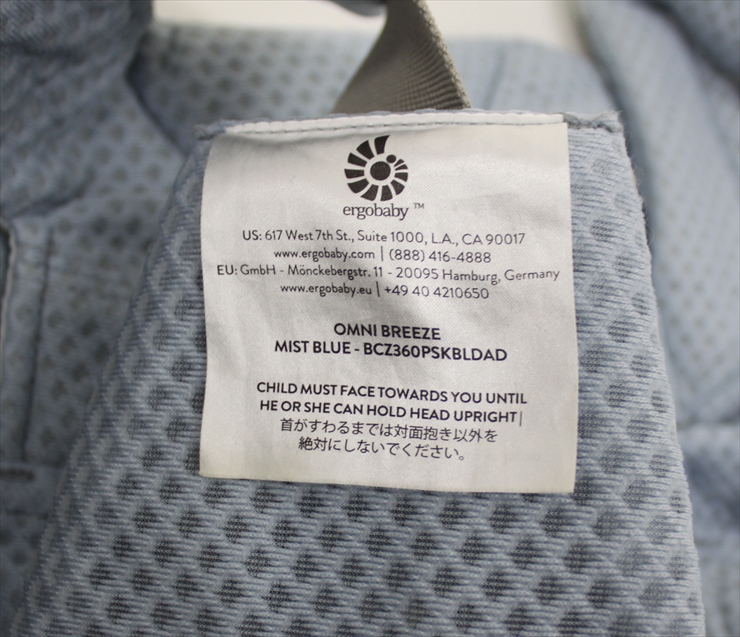 ergobaby™
US: 617 West 7th St., Suite 1000, L.A., CA 90017
www.ergobaby.com | (888) 416-4888
EU: GmbH - Mönckebergstr. 11 - 20095 Hamburg, Germany
www.ergobaby.eu | +49 40 4210650
OMNI BREEZE
MIST BLUE - BCZ360PSKBLDAD
CHILD MUST FACE TOWARDS YOU UNTIL
HE OR SHE CAN HOLD HEAD UPRIGHT|
首がすわるまでは対面抱き以外を
絶対にしないでください。